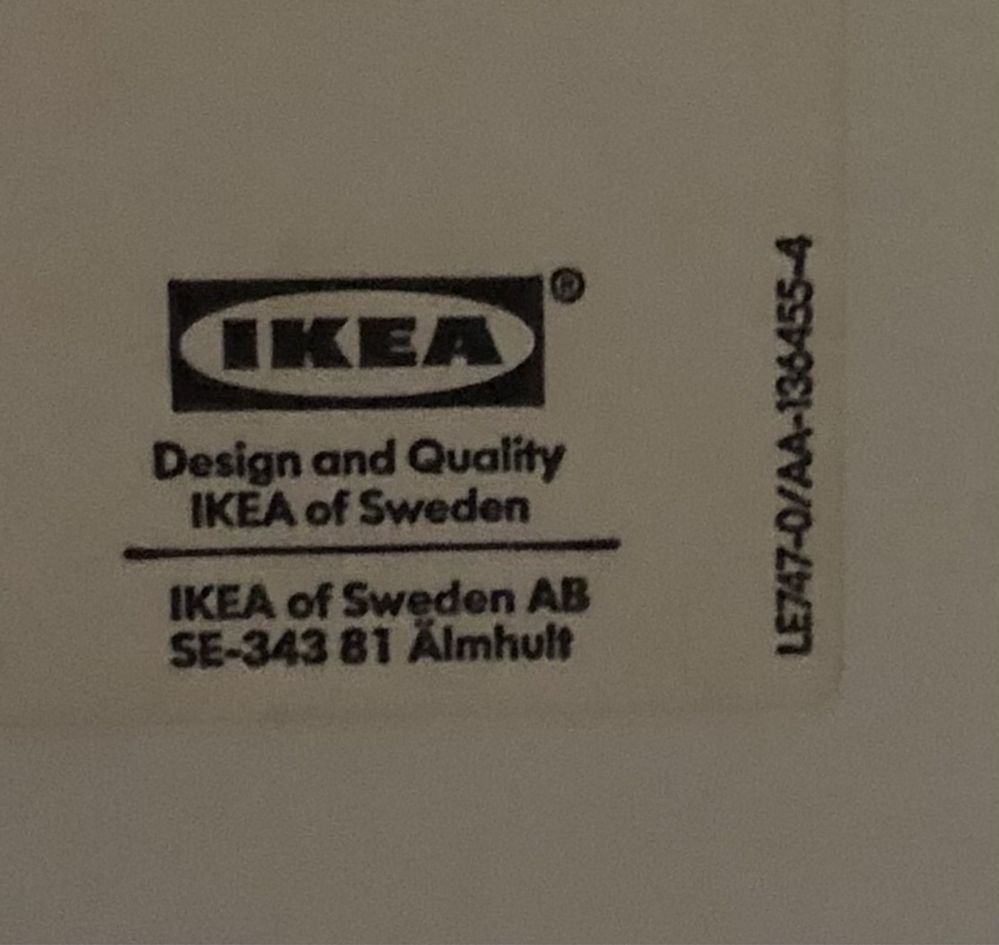 IKEA®
Design and Quality
IKEA of Sweden
IKEA of Sweden AB
SE-343 81 Älmhult
LE747-0/AA-136455-4